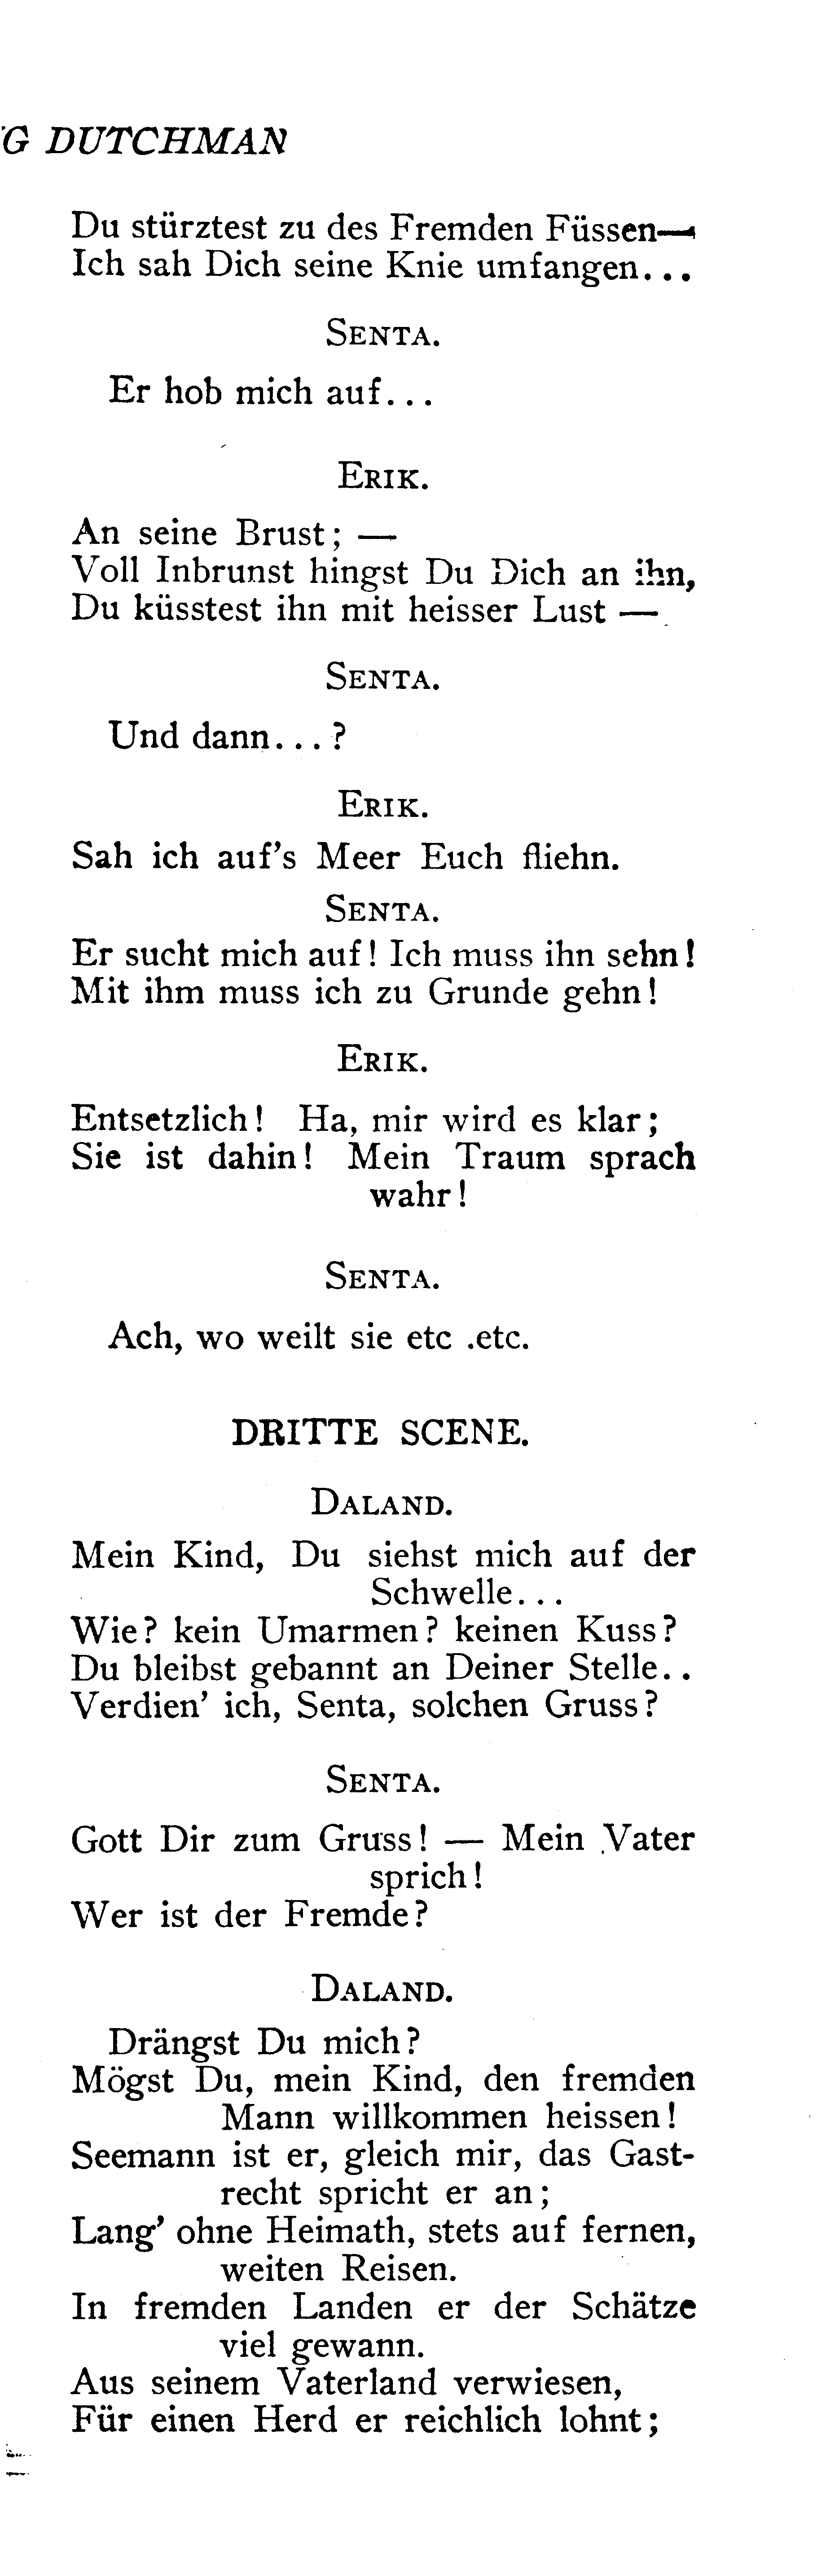 G DUTCHMAN
Du stürztest zu des Fremden Füssen—
Ich sah Dich seine Knie umfangen...
SENTA.
Er hob mich auf...
ERIK.
An seine Brust; —
Voll Inbrunst hingst Du Dich an ihn,
Du küsstest ihn mit heisser Lust —
SENTA.
Und dann...?
ERIK.
Sah ich auf's Meer Euch fliehn.
SENTA.
Er sucht mich auf! Ich muss ihn sehn!
Mit ihm muss ich zu Grunde gehn!
ERIK.
Entsetzlich! Ha, mir wird es klar;
Sie ist dahin! Mein Traum sprach
wahr!
SENTA.
Ach, wo weilt sie etc .etc.
DRITTE SCENE.
DALAND.
Mein Kind, Du siehst mich auf der
Schwelle...
Wie? kein Umarmen? keinen Kuss?
Du bleibst gebannt an Deiner Stelle..
Verdien' ich, Senta, solchen Gruss?
SENTA.
Gott Dir zum Gruss! — Mein Vater
sprich!
Wer ist der Fremde?
DALAND.
Drängst Du mich?
Mögst Du, mein Kind, den fremden
Mann willkommen heissen!
Seemann ist er, gleich mir, das Gast-
recht spricht er an;
Lang' ohne Heimath, stets auf fernen,
weiten Reisen.
In fremden Landen er der Schätze
viel gewann.
Aus seinem Vaterland verwiesen,
Für einen Herd er reichlich lohnt;